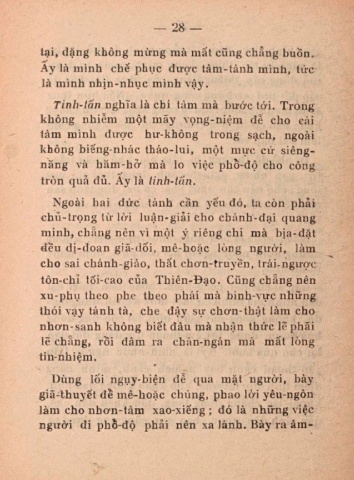 — 28 —
tại, dặng không mừng mà mất cũng chẳng buồn.
Ấy là mình chế phục được tâm-tánh mình, tức
là mình nhịn-nhục mình vậy.
Tinh-tấn nghĩa là chí tâm mà bước tới. Trong
không nhiễm một mãy vọng-niệm để cho cái
tâm mình được hư-không trong sạch, ngoài
không biếng-nhác tháo-lui, một mực cứ siêng-
năng và hăm-hở mà lo việc phồ-độ cho công
tròn quả đủ. Ấy là tinh-tấn.
Ngoài hai đức tánh cần yếu đó, ta còn phải
chủ-trọng từ lời luận-giải cho chánh-đại quang
minh, chẳng nên vì một ý riêng chi mà bịa-đặt
đều dị-đoan giã-dối, mê-hoặc lòng người, làm
cho sai chánh-giáo, thất chơn-truyền, trái-ngược
tôn-chỉ tối-cao của Thiên-Đạo. Cũng chẳng nên
xu-phụ theo phe theo phái mà binh-vực những
thói vạy tánh tà, che đậy sự chơn-thật làm cho
nhơn-sanh không biết đâu mà nhận thức lẽ phãi
lẽ chẳng, rồi đâm ra chán-ngán mà mất lòng
tín-nhiệm.
Dùng lối ngụy-biện để qua mặt người, bày
giã-thuyết để mê-hoặc chúng, phao lời yêu-ngôn
làm cho nhơn-tâm xao-xiếng ; đó là những việc
người đi phồ-độ phải nên xa lánh. Bày ra âm-